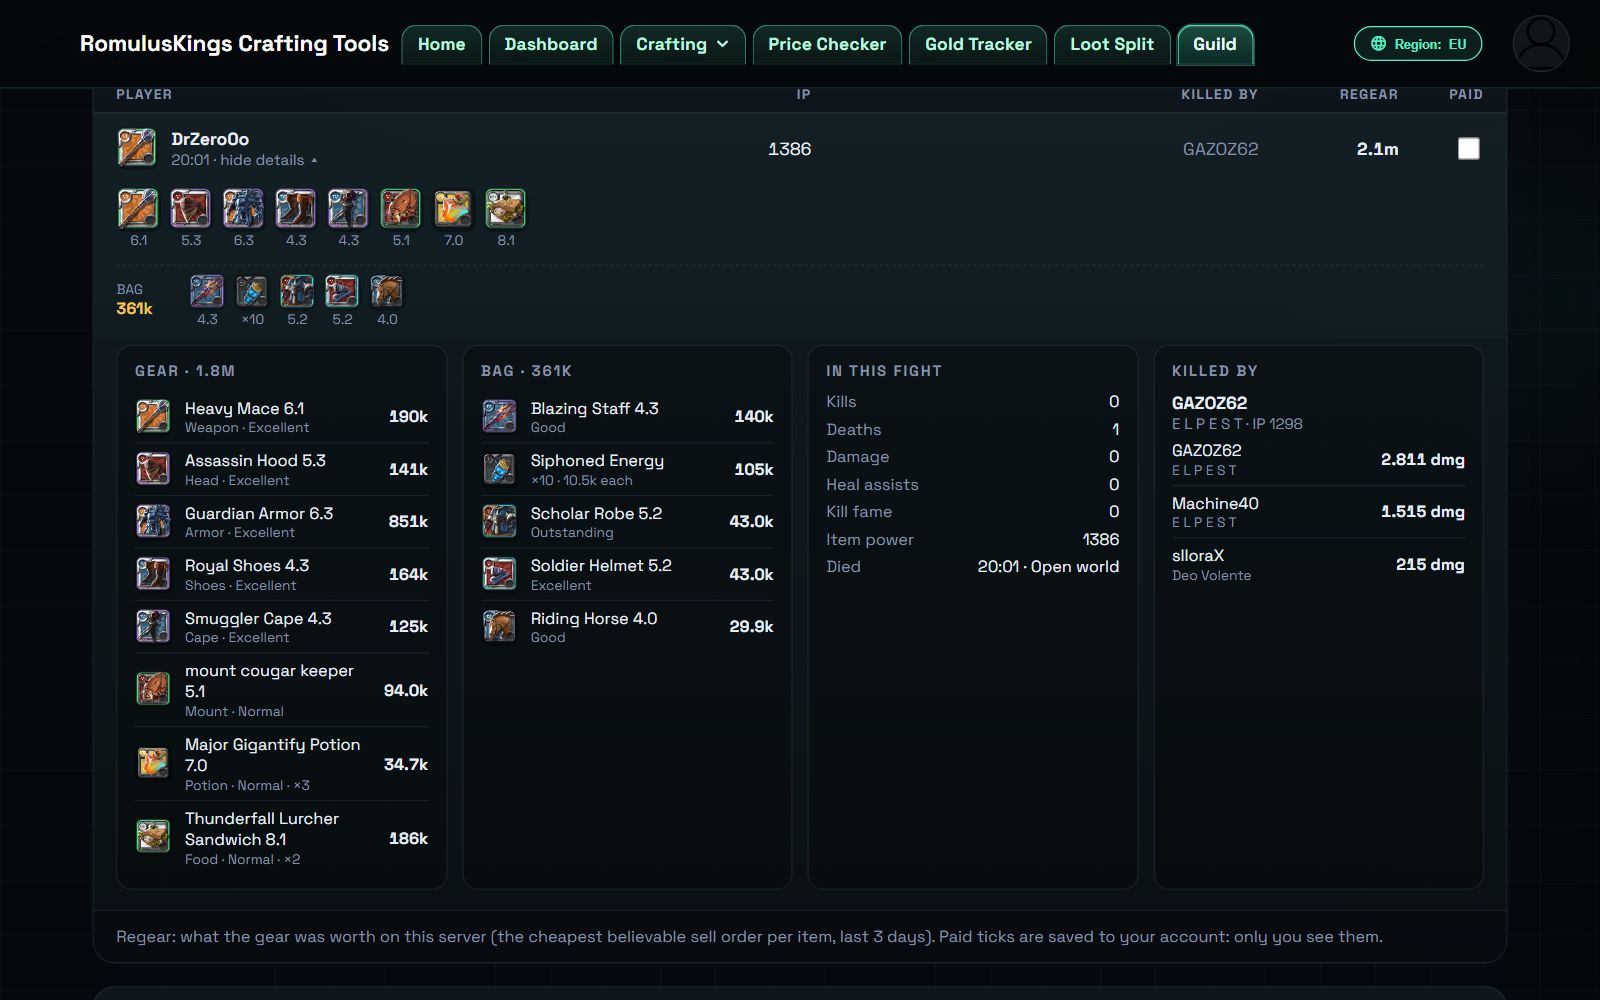 RomulusKings Crafting Tools
Home
Dashboard
Crafting
Price Checker
Gold Tracker
Loot Split
Guild
Region: EU
PLAYER
IP
KILLED BY
REGEAR
PAID
DrZeroOo
20:01 · hide details
1386
GAZOZ62
2.1m
6.1
5.3
6.3
4.3
4.3
5.1
7.0
8.1
BAG
361k
4.3
×10
5.2
5.2
4.0
GEAR · 1.8M
Heavy Mace 6.1
Weapon · Excellent
190k
Assassin Hood 5.3
Head · Excellent
141k
Guardian Armor 6.3
Armor · Excellent
851k
Royal Shoes 4.3
Shoes · Excellent
164k
Smuggler Cape 4.3
Cape · Excellent
125k
mount cougar keeper
5.1
Mount · Normal
94.0k
Major Gigantify Potion
7.0
Potion · Normal · ×3
34.7k
Thunderfall Lurcher
Sandwich 8.1
Food · Normal · ×2
186k
BAG · 361K
Blazing Staff 4.3
Good
140k
Siphoned Energy
×10 · 10.5k each
105k
Scholar Robe 5.2
Outstanding
43.0k
Soldier Helmet 5.2
Excellent
43.0k
Riding Horse 4.0
Good
29.9k
IN THIS FIGHT
Kills 0
Deaths 1
Damage 0
Heal assists 0
Kill fame 0
Item power 1386
Died 20:01 · Open world
KILLED BY
GAZOZ62
E L P E S T · IP 1298
GAZOZ62
E L P E S T
2.811 dmg
Machine40
E L P E S T
1.515 dmg
slloraX
Deo Volente
215 dmg
Regear: what the gear was worth on this server (the cheapest believable sell order per item, last 3 days). Paid ticks are saved to your account: only you see them.